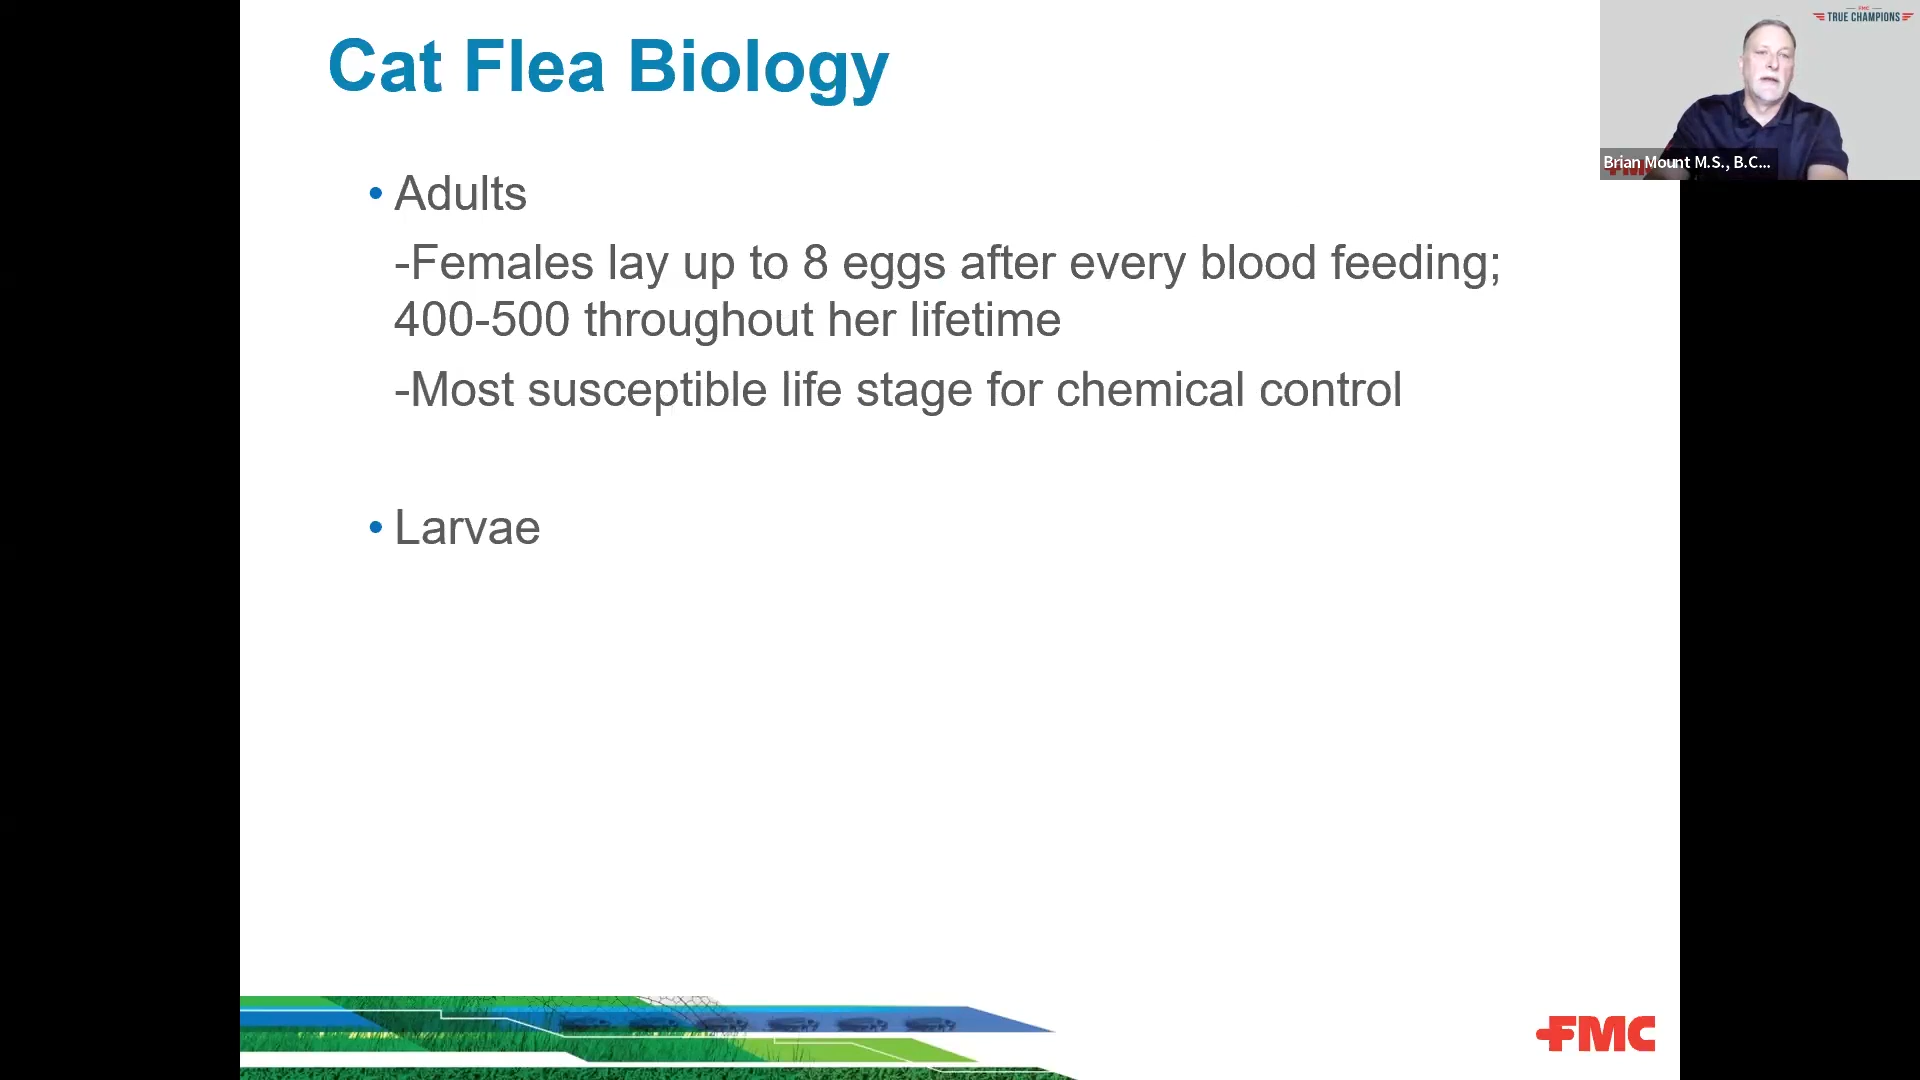 Cat Flea Biology
FMC
TRUE CHAMPIONS
Brian Mount M.S., B.C...
• Adults
-Females lay up to 8 eggs after every blood feeding;
400-500 throughout her lifetime
-Most susceptible life stage for chemical control
• Larvae
FMC